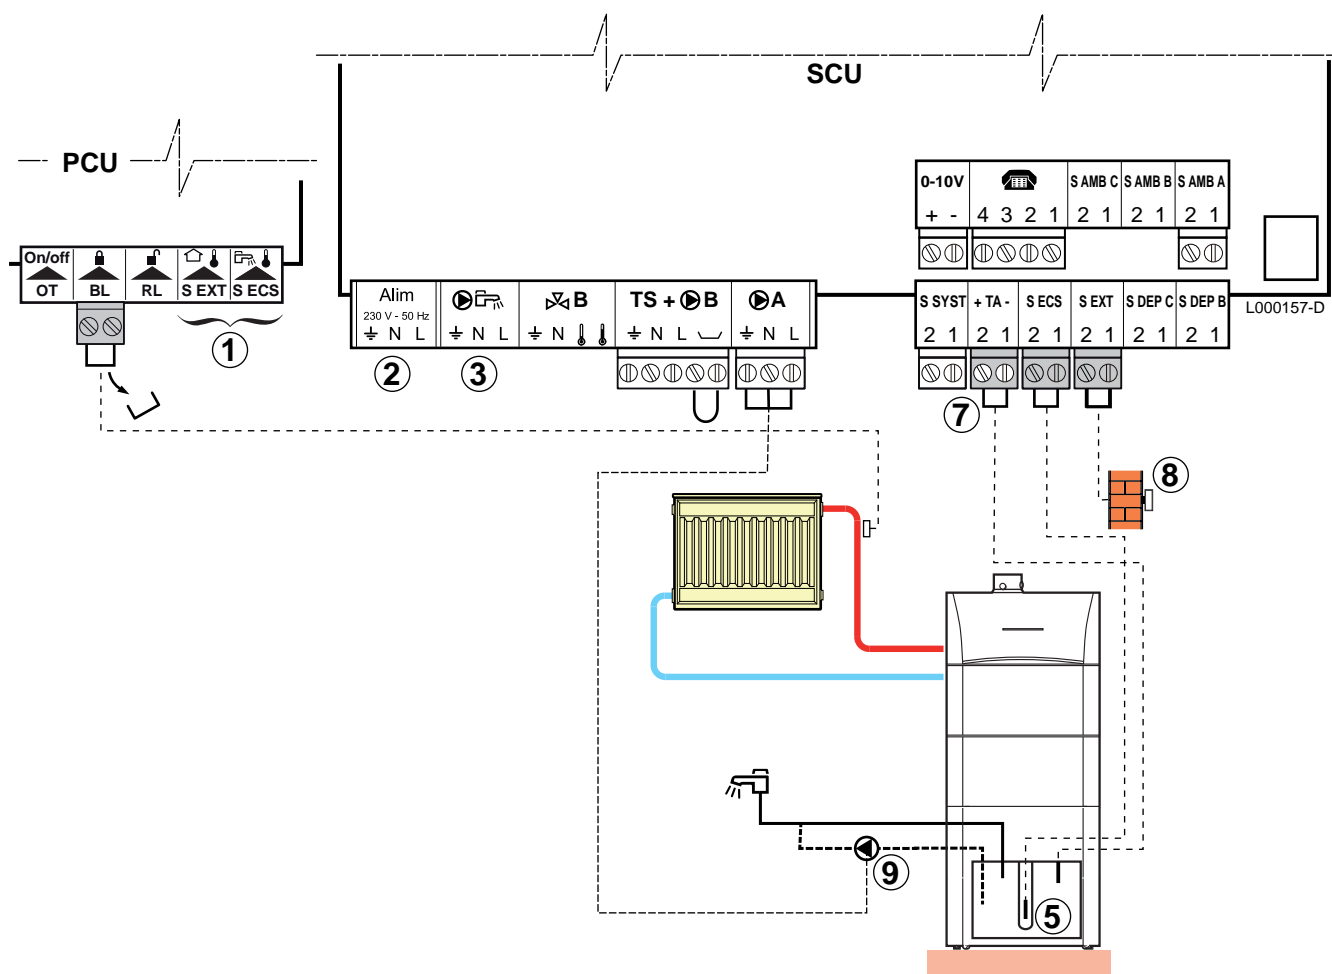 SCU
PCU
0-10V S AMB C S AMB B S AMB A
+ - 4 3 2 1 2 1 2 1 2 1
On/off
OT BL RL S EXT S ECS
1
Alim
230 V - 50 Hz
N L
N L
B
N
TS + B
N L
A
N L
2
3
S SYST + TA - S ECS S EXT S DEP C S DEP B
2 1 2 1 2 1 2 1 2 1 2 1
L000157-D
7
8
9
5